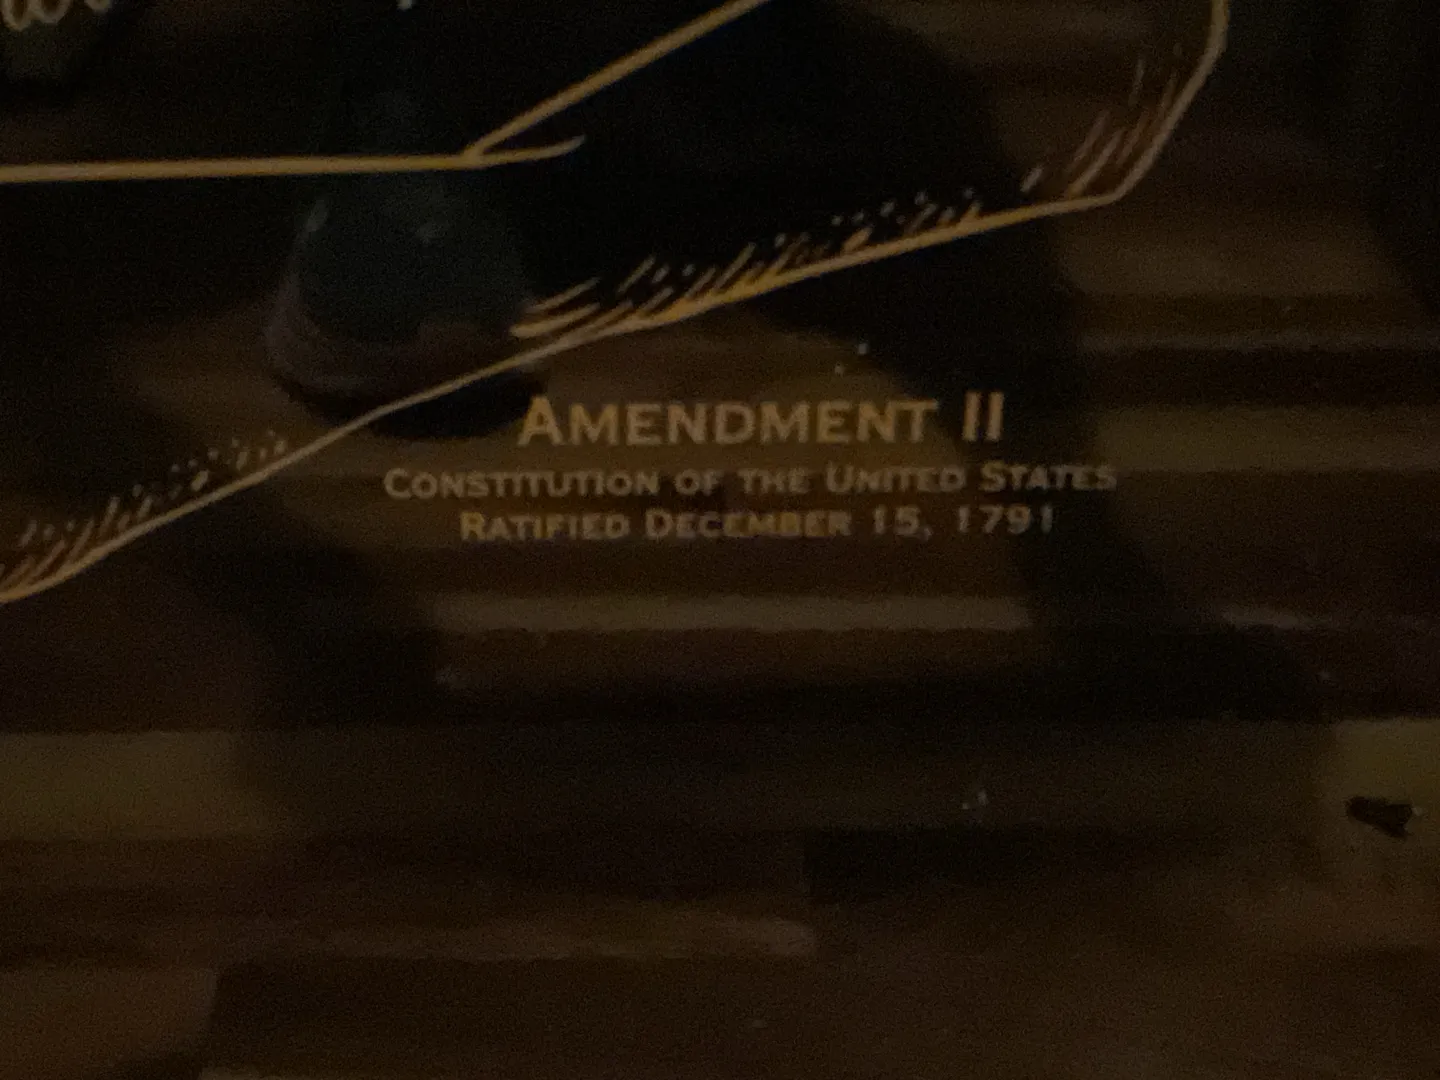 AMENDMENT II
CONSTITUTION OF THE UNITED STATES
RATIFIED DECEMBER 15, 1791